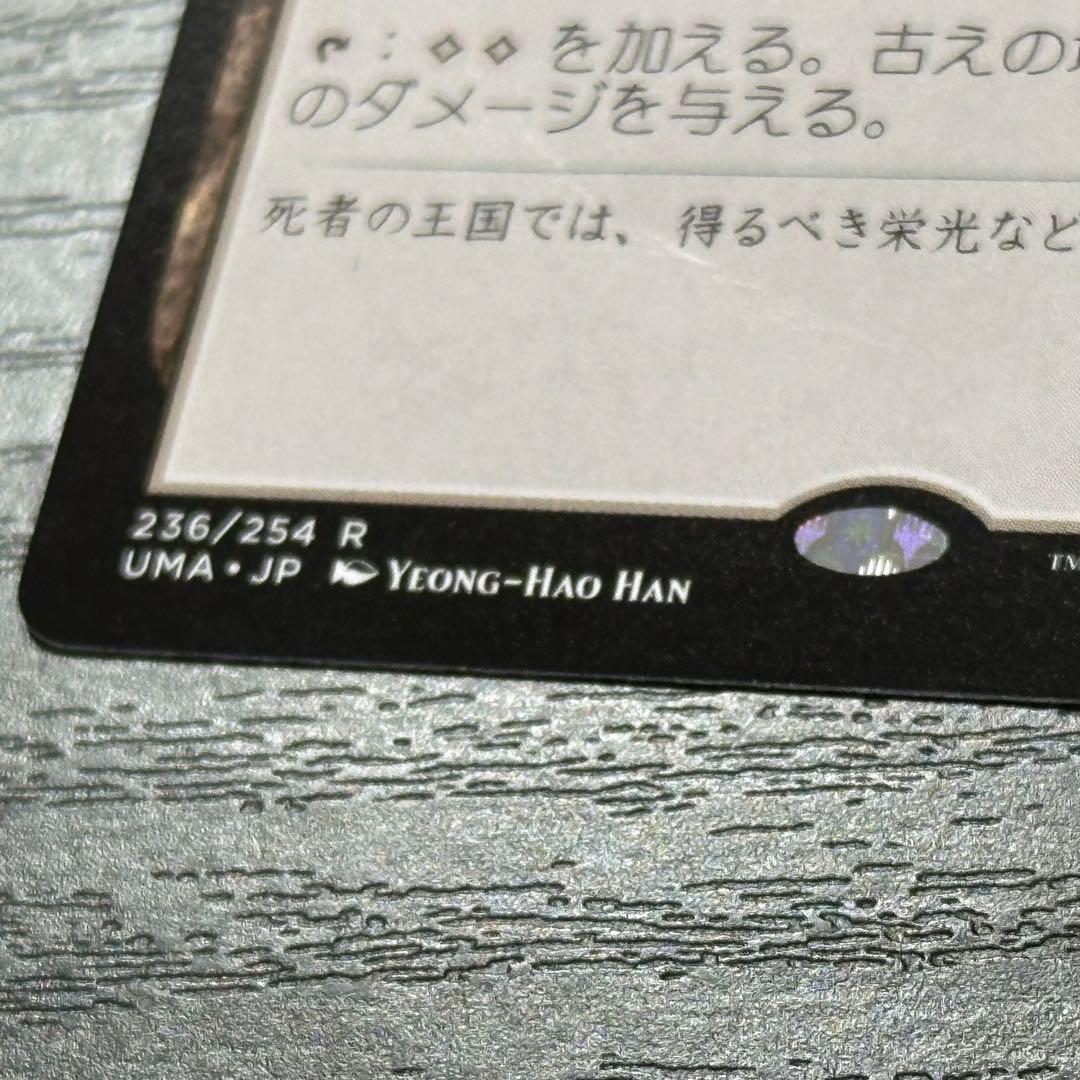 ：◇◇ を加える。古えの
のダメージを与える。
死者の王国では、得るべき栄光など
236/254 R
UMA • JP YEONG-HAO HAN
TM